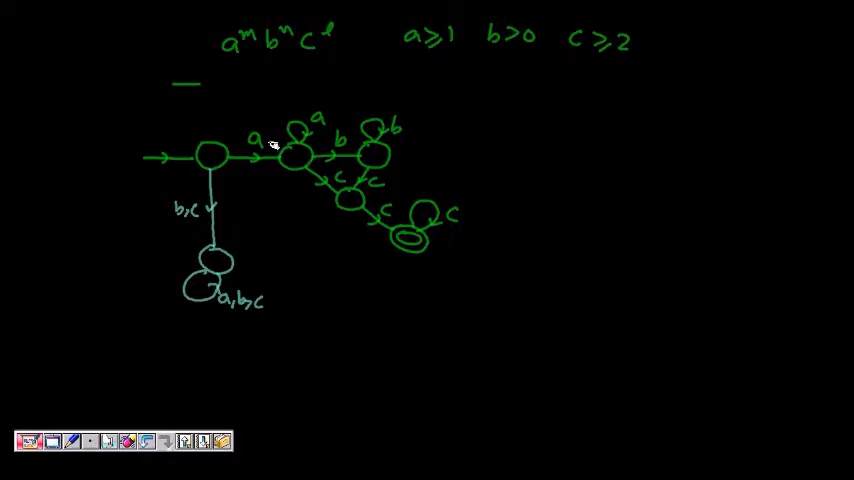 a^m b^n c^l a≥1 b>0 c≥2
a
b b
a
c c
b,c c c
a,b,c